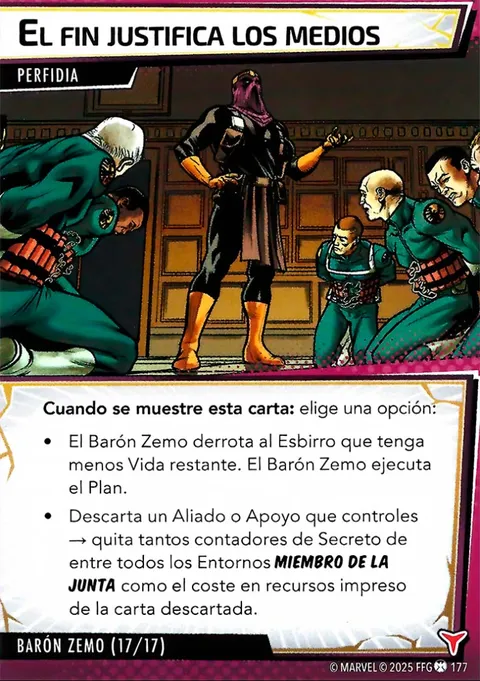 EL FIN JUSTIFICA LOS MEDIOS
PERFIDIA
Cuando se muestre esta carta: elige una opción:
• El Barón Zemo derrota al Esbirro que tenga
menos Vida restante. El Barón Zemo ejecuta
el Plan.
• Descarta un Aliado o Apoyo que controles
→ quita tantos contadores de Secreto de
entre todos los Entornos MIEMBRO DE LA
JUNTA como el coste en recursos impreso
de la carta descartada.
BARÓN ZEMO (17/17)
© MARVEL © 2025 FFG 177